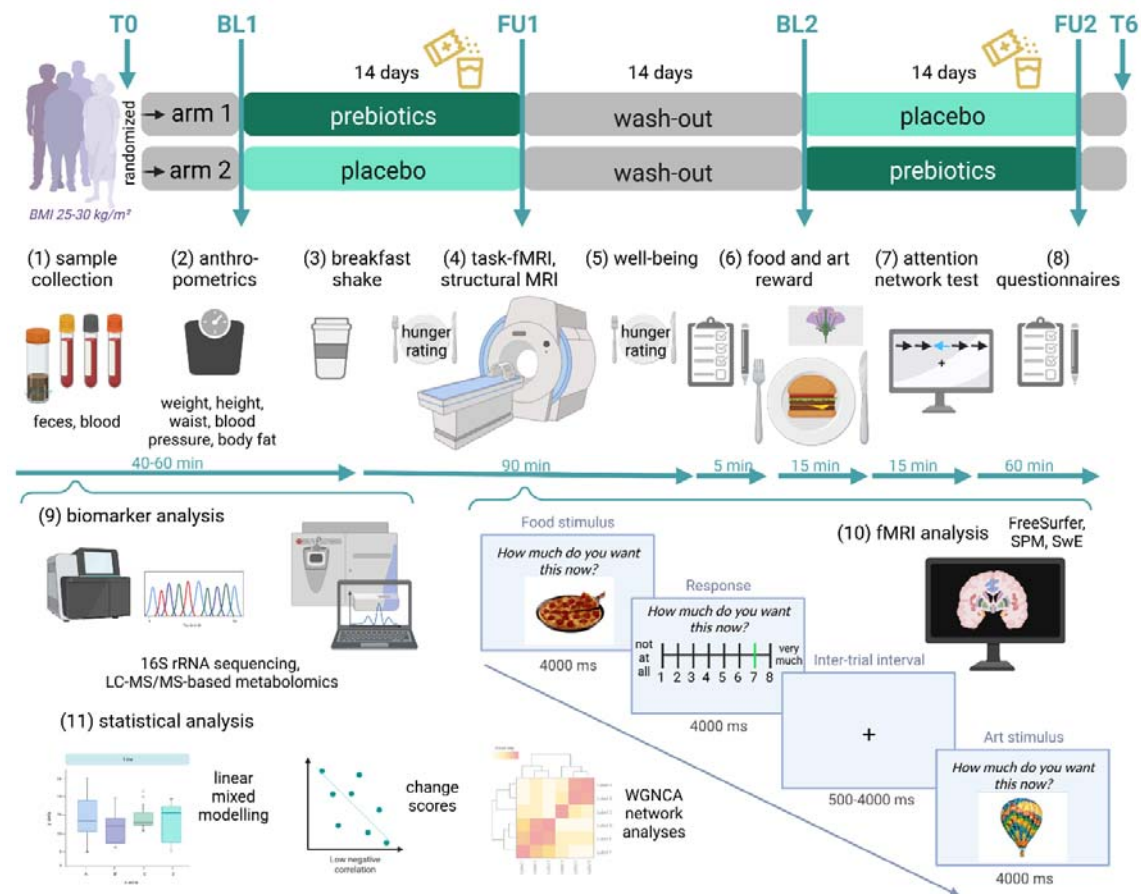 T0
BL1
FU1
BL2
FU2
T6
14 days
14 days
14 days
randomized
arm 1
prebiotics
wash-out
placebo
arm 2
placebo
wash-out
prebiotics
BMI 25-30 kg/m²
(1) sample
collection
(2) anthro-
pometrics
(3) breakfast
shake
(4) task-fMRI,
structural MRI
(5) well-being
(6) food and art
reward
(7) attention
network test
(8)
questionnaires
hunger
rating
hunger
rating
feces, blood
weight, height,
waist, blood
pressure, body fat
40-60 min
90 min
5 min
15 min
15 min
60 min
(9) biomarker analysis
16S rRNA sequencing,
LC-MS/MS-based metabolomics
Food stimulus
How much do you want
this now?
4000 ms
Response
How much do you want
this now?
not
at
all
very
much
1 2 3 4 5 6 7 8
4000 ms
Inter-trial interval
+
500-4000 ms
Art stimulus
How much do you want
this now?
4000 ms
(10) fMRI analysis
FreeSurfer,
SPM, SwE
(11) statistical analysis
linear
mixed
modelling
Low negative
correlation
change
scores
WGNCA
network
analyses